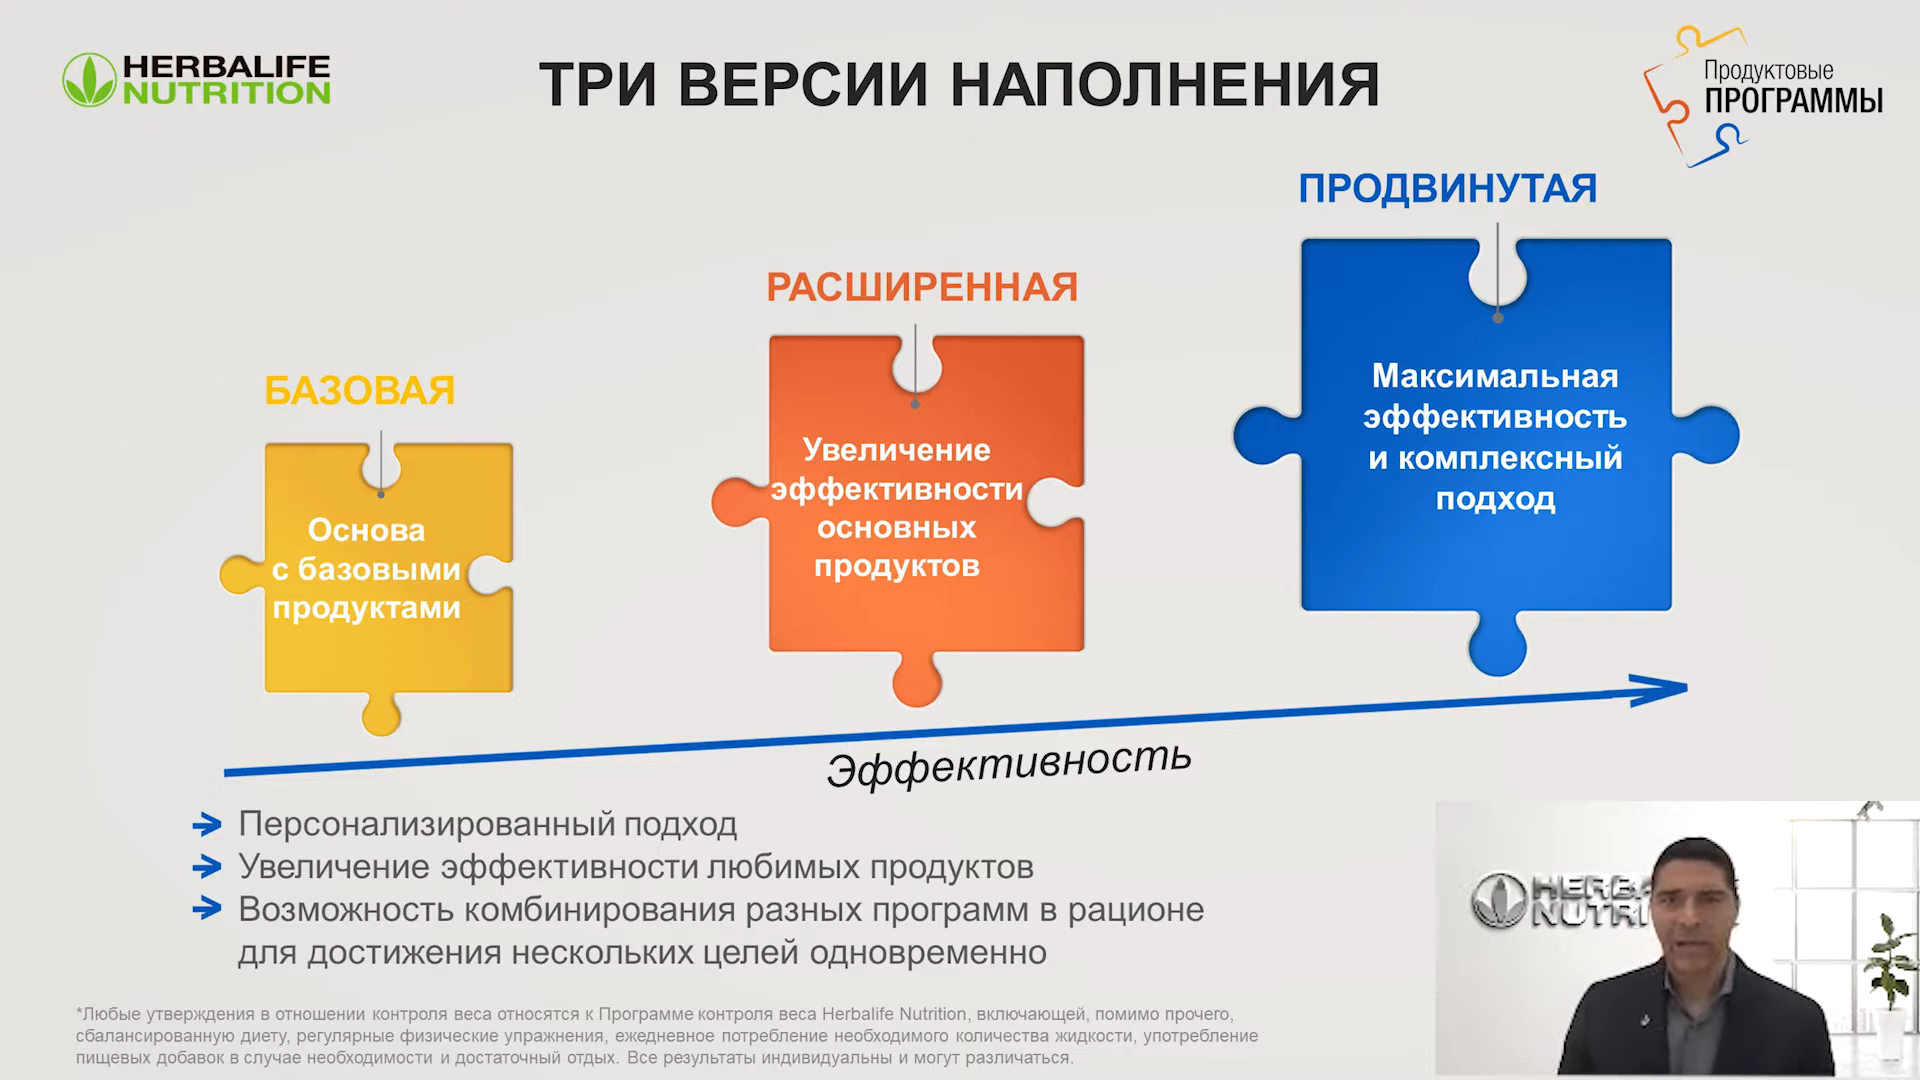 HERBALIFE
NUTRITION
ТРИ ВЕРСИИ НАПОЛНЕНИЯ
Продуктовые
ПРОГРАММЫ
БАЗОВАЯ
Основа
с базовыми
продуктами
РАСШИРЕННАЯ
Увеличение
эффективности
основных
продуктов
ПРОДВИНУТАЯ
Максимальная
эффективность
и комплексный
подход
Эффективность
Персонализированный подход
Увеличение эффективности любимых продуктов
Возможность комбинирования разных программ в рационе
для достижения нескольких целей одновременно
*Любые утверждения в отношении контроля веса относятся к Программе контроля веса Herbalife Nutrition, включающей, помимо прочего,
сбалансированную диету, регулярные физические упражнения, ежедневное потребление необходимого количества жидкости, употребление
пищевых добавок в случае необходимости и достаточный отдых. Все результаты индивидуальны и могут различаться.